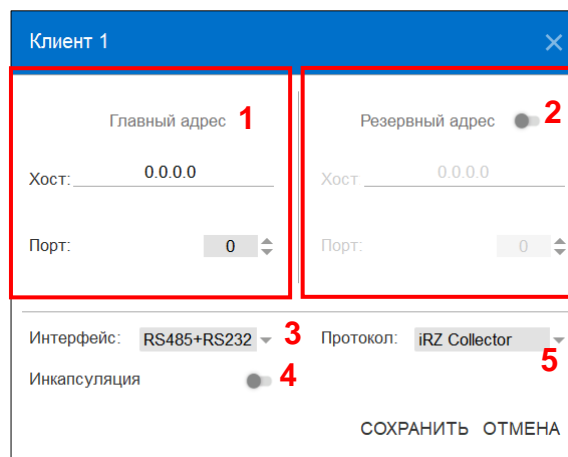 Клиент 1
Главный адрес 1
Резервный адрес 2
Хост: 0.0.0.0
Хост: 0.0.0.0
Порт: 0
Порт: 0
Интерфейс: RS485+RS232 3
Протокол: iRZ Collector 5
Инкапсуляция 4
СОХРАНИТЬ ОТМЕНА